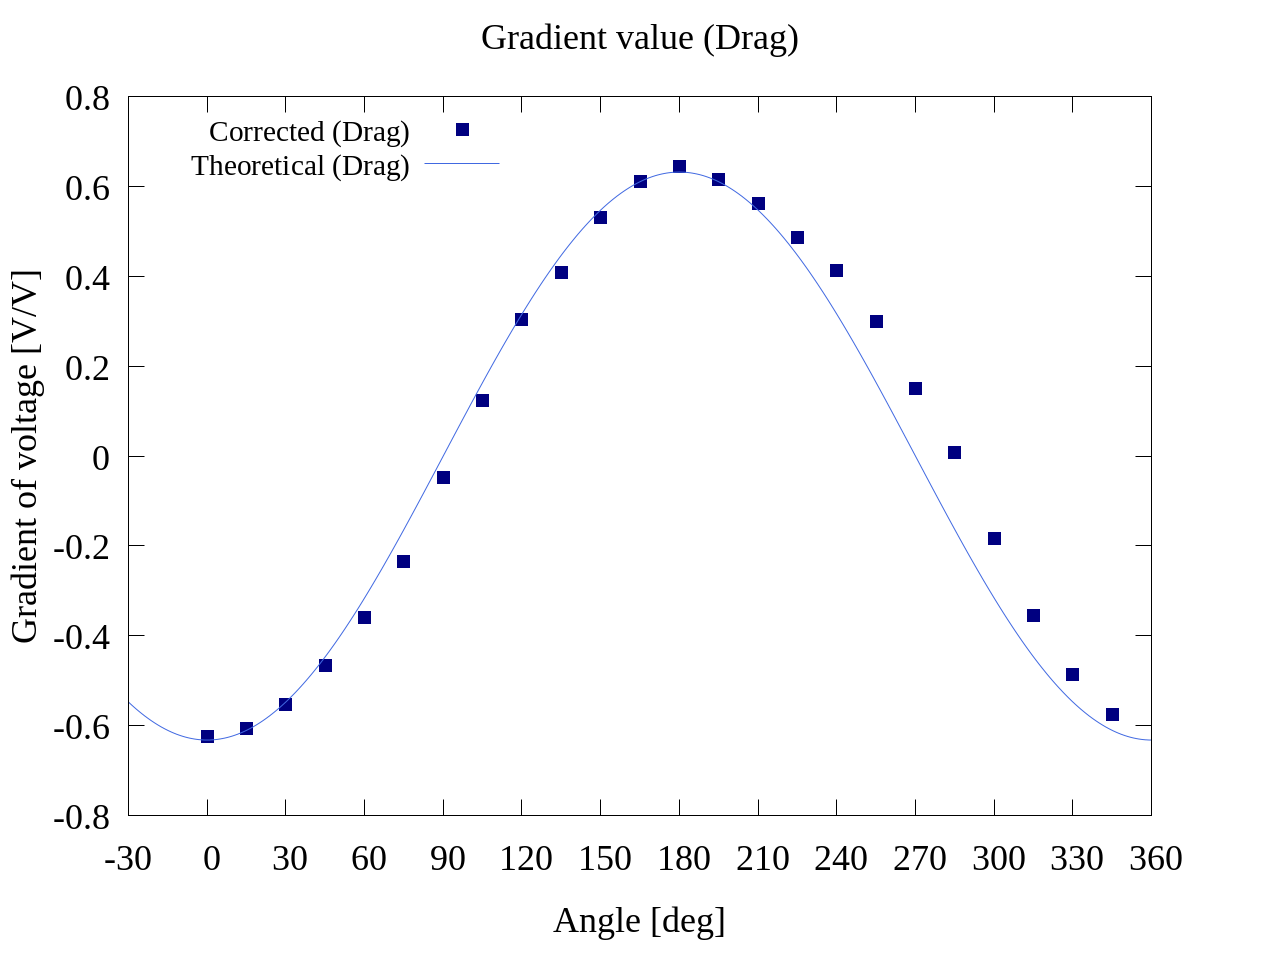 Gradient value (Drag)
Corrected (Drag)
Theoretical (Drag)
Gradient of voltage [V/V]
0.8
0.6
0.4
0.2
0
-0.2
-0.4
-0.6
-0.8
-30 0 30 60 90 120 150 180 210 240 270 300 330 360
Angle [deg]